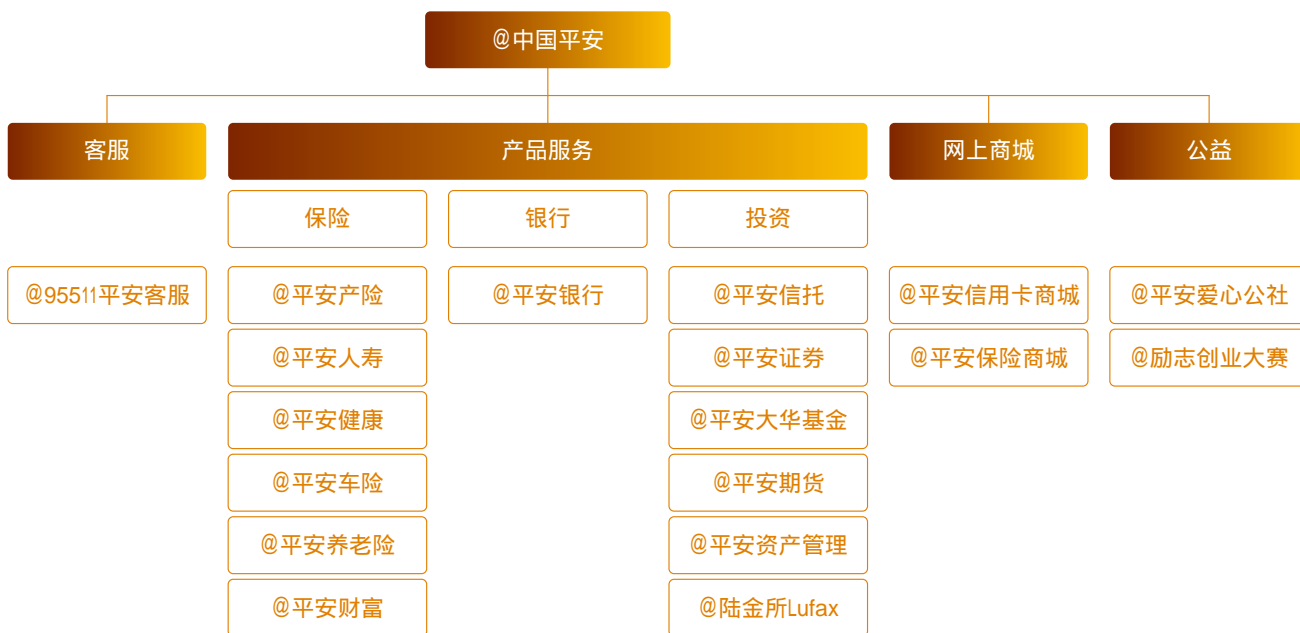 @中国平安
客服
产品服务
网上商城
公益
保险
银行
投资
@95511平安客服
@平安产险
@平安银行
@平安信托
@平安信用卡商城
@平安爱心公社
@平安人寿
@平安证券
@平安保险商城
@励志创业大赛
@平安健康
@平安大华基金
@平安车险
@平安期货
@平安养老险
@平安资产管理
@平安财富
@陆金所Lufax